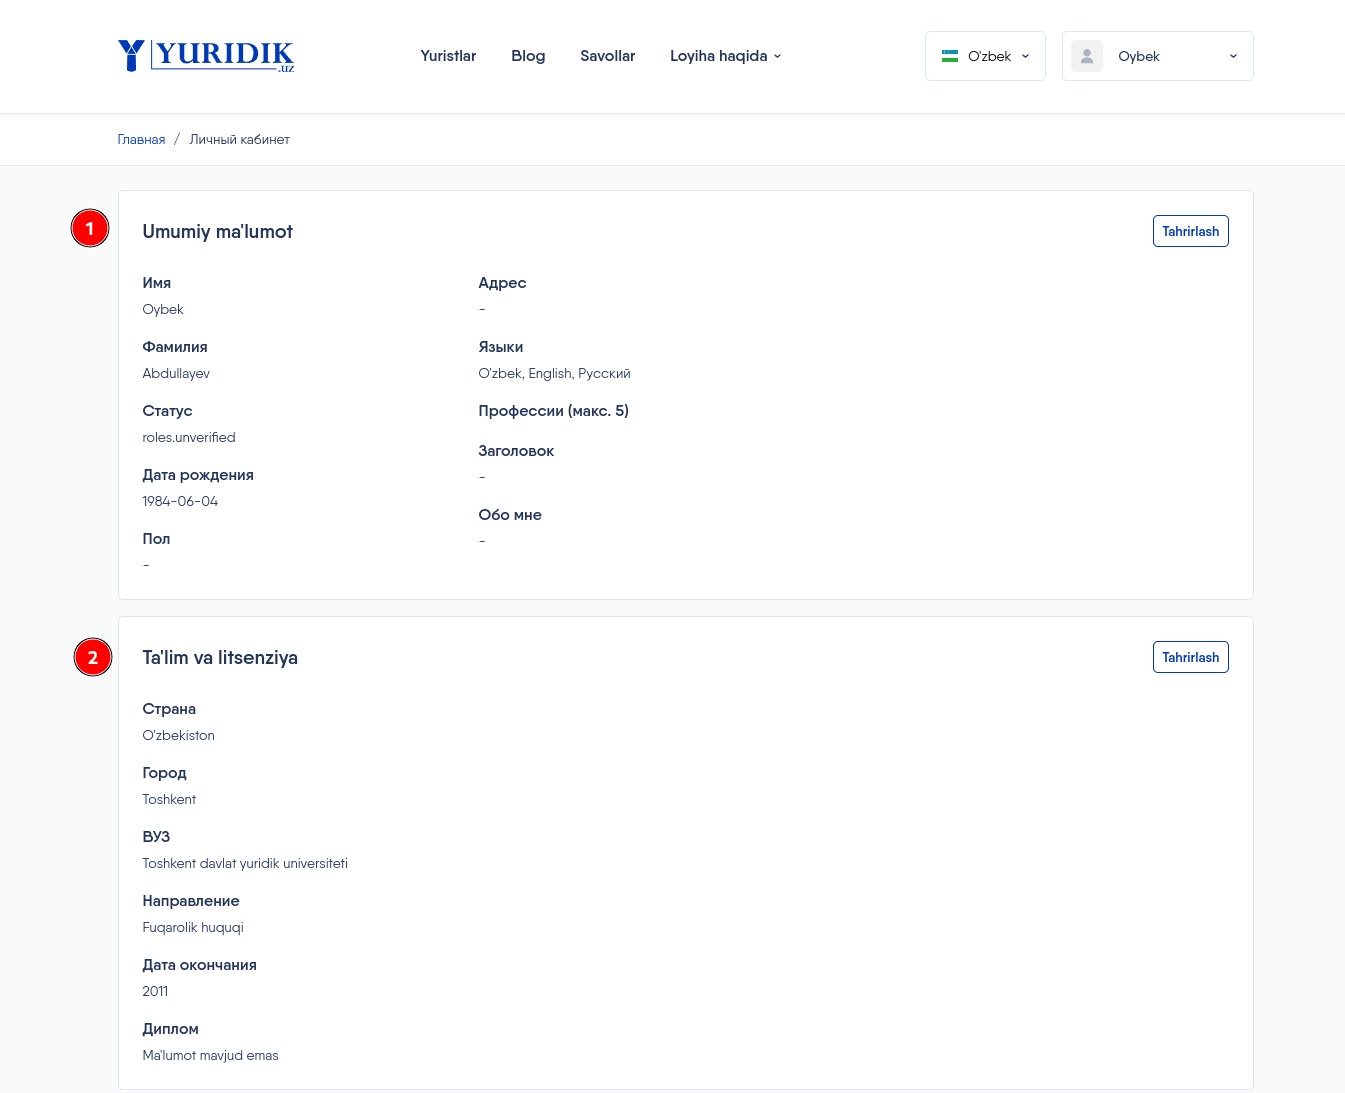 YURIDIK
.uz
Yuristlar
Blog
Savollar
Loyiha haqida
O'zbek
Oybek
Главная / Личный кабинет
1
Umumiy ma'lumot
Tahrirlash
Имя
Oybek
Фамилия
Abdullayev
Статус
roles.unverified
Дата рождения
1984-06-04
Пол
-
Адрес
-
Языки
O'zbek, English, Русский
Профессии (макс. 5)
Заголовок
-
Обо мне
-
2
Ta'lim va litsenziya
Tahrirlash
Страна
O'zbekiston
Город
Toshkent
ВУЗ
Toshkent davlat yuridik universiteti
Направление
Fuqarolik huquqi
Дата окончания
2011
Диплом
Ma'lumot mavjud emas